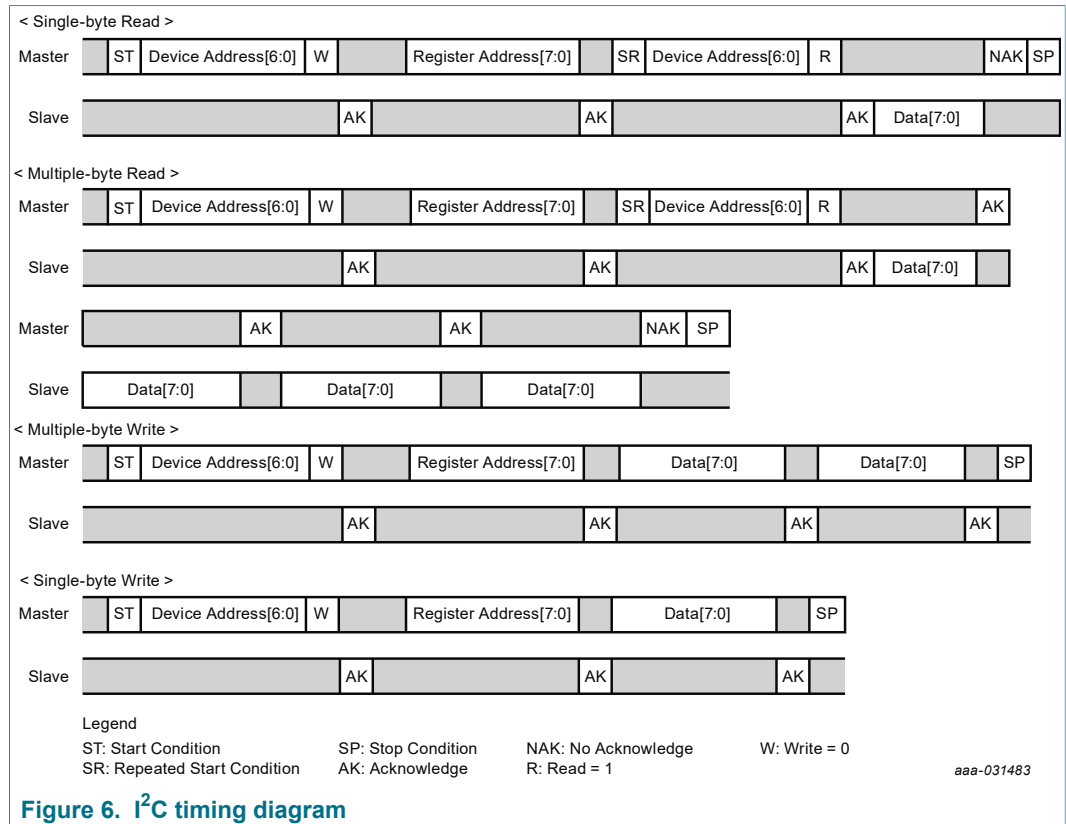 < Single-byte Read >
Master ST Device Address[6:0] W Register Address[7:0] SR Device Address[6:0] R NAK SP
Slave AK AK AK Data[7:0]
< Multiple-byte Read >
Master ST Device Address[6:0] W Register Address[7:0] SR Device Address[6:0] R AK
Slave AK AK AK Data[7:0]
Master AK AK NAK SP
Slave Data[7:0] Data[7:0] Data[7:0]
< Multiple-byte Write >
Master ST Device Address[6:0] W Register Address[7:0] Data[7:0] Data[7:0] SP
Slave AK AK AK AK
< Single-byte Write >
Master ST Device Address[6:0] W Register Address[7:0] Data[7:0] SP
Slave AK AK AK
Legend
ST: Start Condition SP: Stop Condition NAK: No Acknowledge W: Write = 0
SR: Repeated Start Condition AK: Acknowledge R: Read = 1
aaa-031483
Figure 6. I²C timing diagram